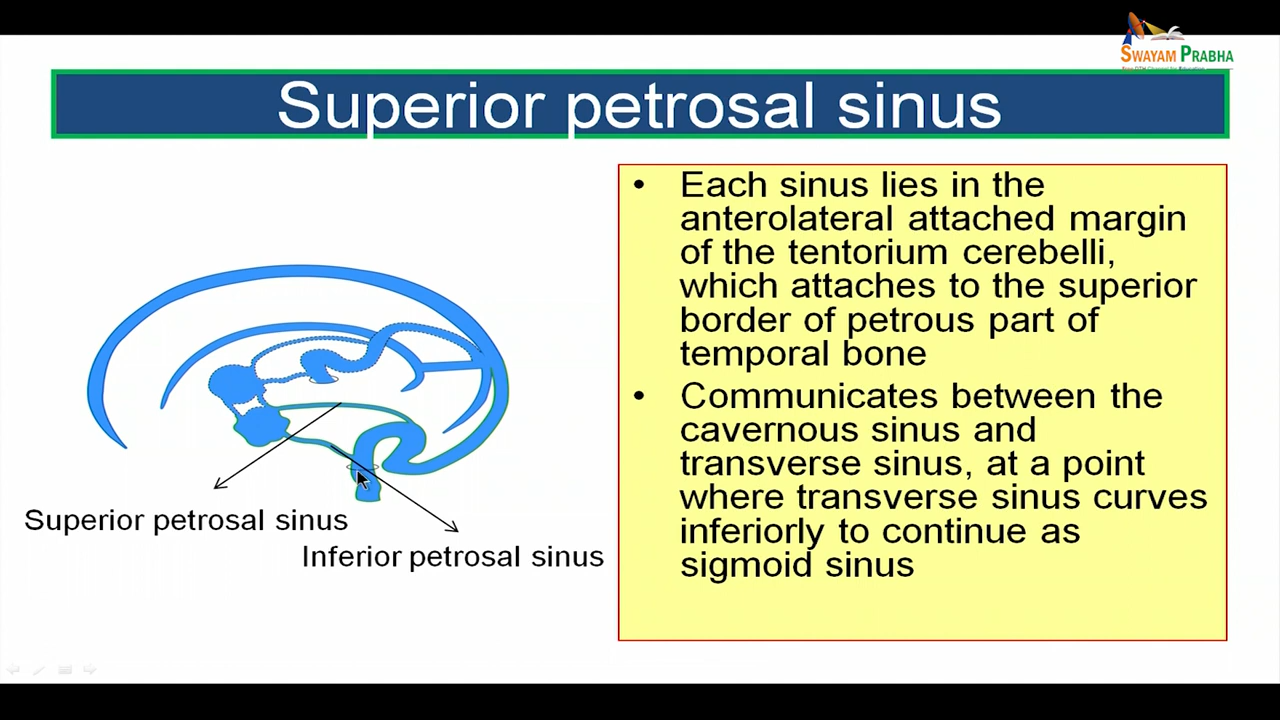 SWAYAM PRABHA
Superior petrosal sinus
• Each sinus lies in the
anterolateral attached margin
of the tentorium cerebelli,
which attaches to the superior
border of petrous part of
temporal bone
• Communicates between the
cavernous sinus and
transverse sinus, at a point
where transverse sinus curves
inferiorly to continue as
sigmoid sinus
Superior petrosal sinus
Inferior petrosal sinus